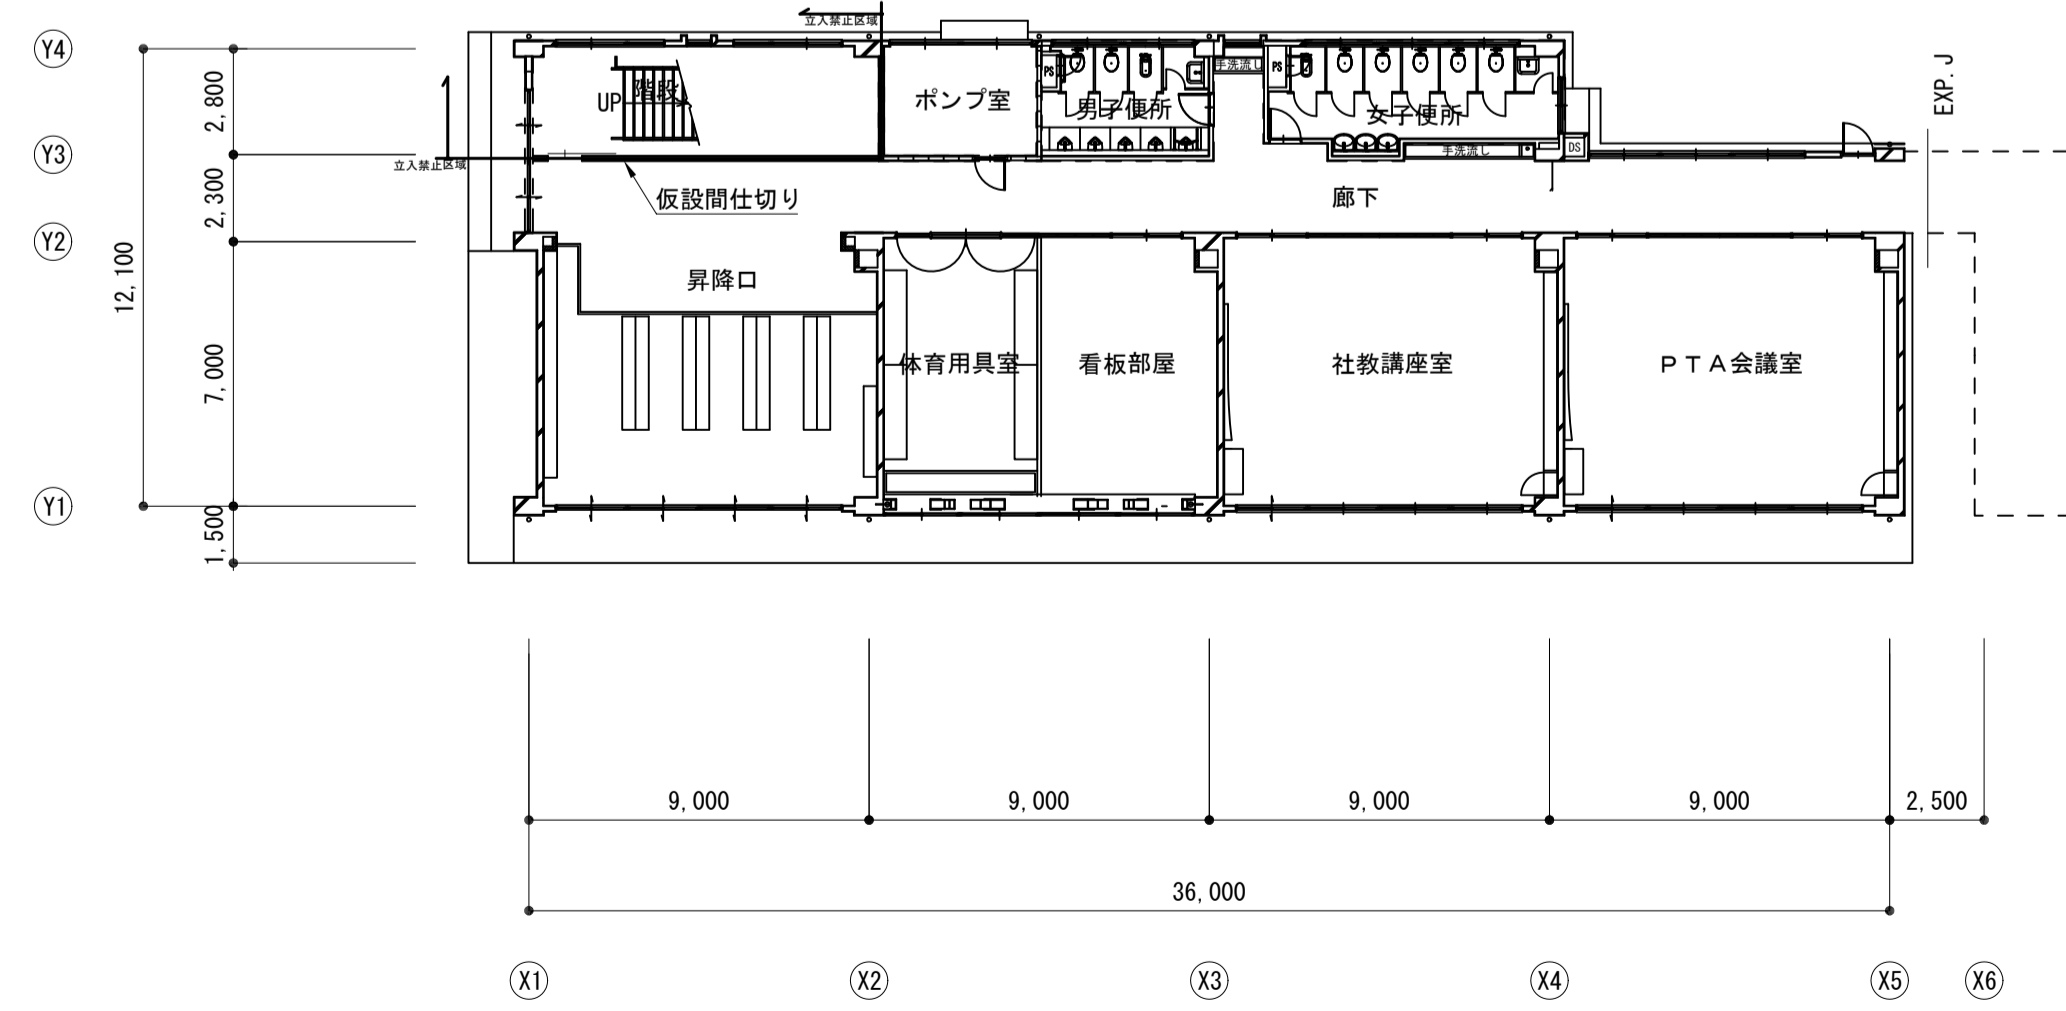 立入禁止区域
Y4
2,800
UP
階段
ポンプ室
PS
男子便所
手洗流し
PS
女子便所
EXP.J
Y3
立入禁止区域
手洗流し
DS
2,300
仮設間仕切り
廊下
Y2
12,100
昇降口
7,000
体育用具室
看板部屋
社教講座室
ＰＴＡ会議室
Y1
1,500
9,000
9,000
9,000
9,000
2,500
36,000
X1
X2
X3
X4
X5
X6